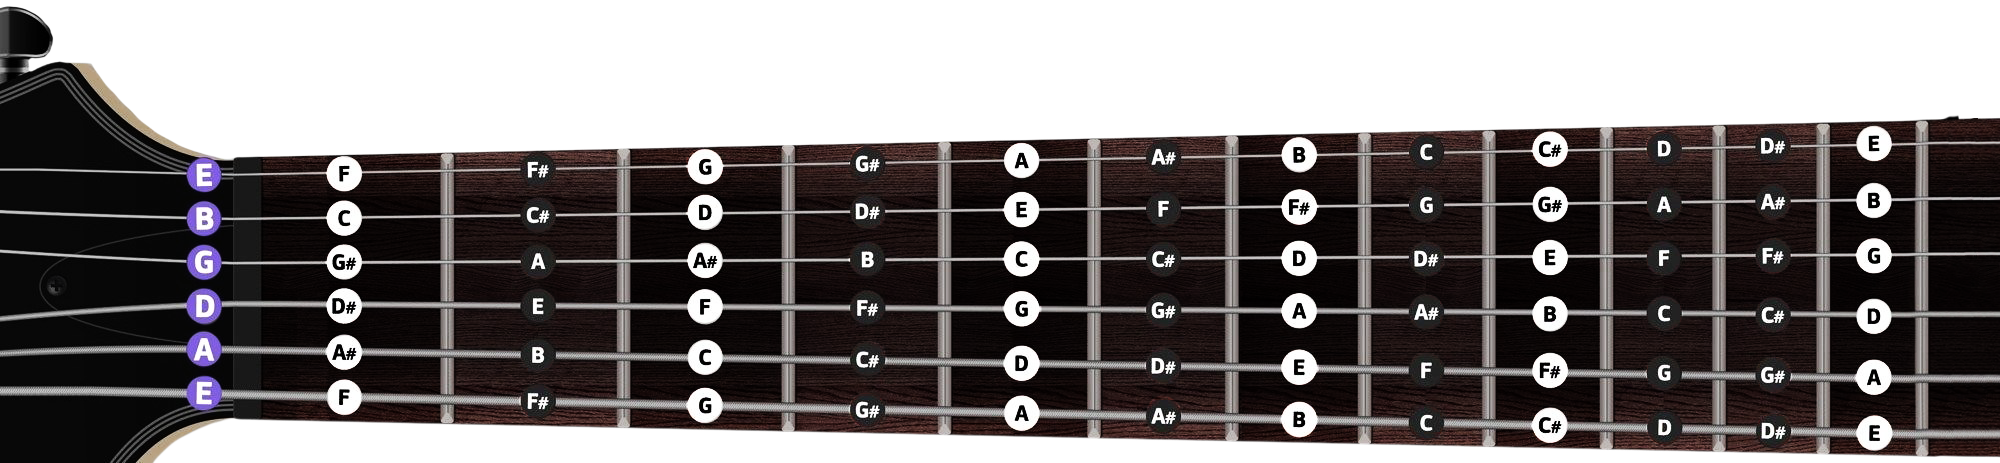 E F F# G G# A A# B C C# D D# E
B C C# D D# E F F# G G# A A# B
G G# A A# B C C# D D# E F F# G
D D# E F F# G G# A A# B C C# D
A A# B C C# D D# E F F# G G# A
E F F# G G# A A# B C C# D D# E